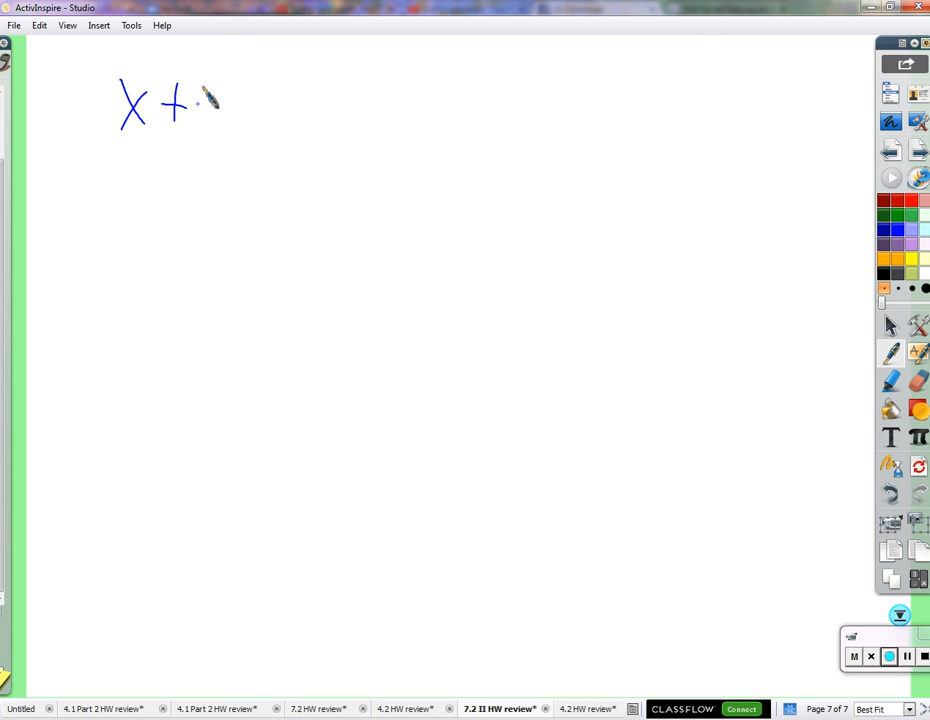 ActivInspire - Studio
File Edit View Insert Tools Help
X +
M
Untitled 4.1 Part 2 HW review* 4.1 Part 2 HW review* 7.2 HW review* 4.2 HW review* 7.2 II HW review* 4.2 HW review* CLASSFLOW Connect Page 7 of 7 Best Fit